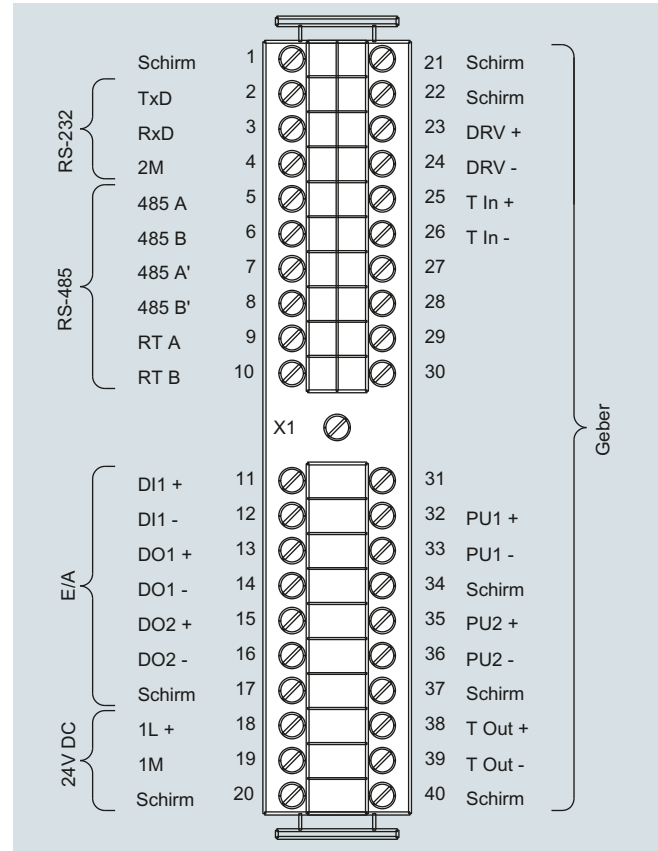 Schirm 1 21 Schirm
TxD 2 22 Schirm
RxD 3 23 DRV +
2M 4 24 DRV -
RS-232
485 A 5 25 T In +
485 B 6 26 T In -
485 A' 7 27
485 B' 8 28
RT A 9 29
RT B 10 30
RS-485
X1
Geber
DI1 + 11 31
DI1 - 12 32 PU1 +
DO1 + 13 33 PU1 -
DO1 - 14 34 Schirm
DO2 + 15 35 PU2 +
DO2 - 16 36 PU2 -
Schirm 17 37 Schirm
E/A
1L + 18 38 T Out +
1M 19 39 T Out -
Schirm 20 40 Schirm
24V DC